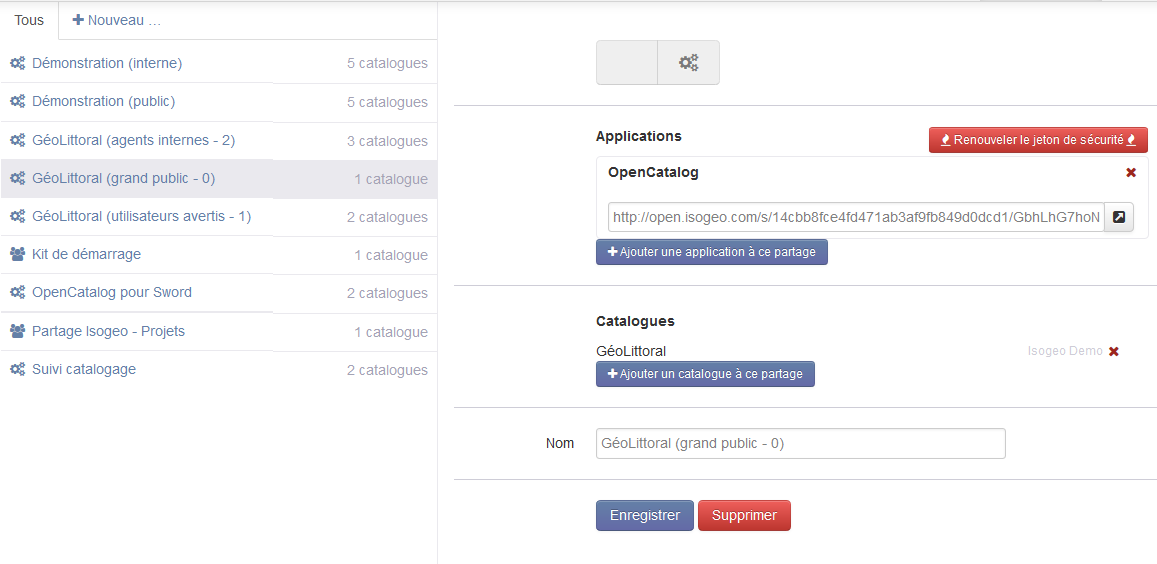 Tous
Nouveau ...
Démonstration (interne) 5 catalogues
Démonstration (public) 5 catalogues
GéoLittoral (agents internes - 2) 3 catalogues
GéoLittoral (grand public - 0) 1 catalogue
GéoLittoral (utilisateurs avertis - 1) 2 catalogues
Kit de démarrage 1 catalogue
OpenCatalog pour Sword 2 catalogues
Partage Isogeo - Projets 1 catalogue
Suivi catalogage 2 catalogues
Applications
Renouveler le jeton de sécurité
OpenCatalog
http://open.isogeo.com/s/14cbb8fce4fd471ab3af9fb849d0dcd1/GbhLhG7hoN
Ajouter une application à ce partage
Catalogues
GéoLittoral Isogeo Demo
Ajouter un catalogue à ce partage
Nom GéoLittoral (grand public - 0)
Enregistrer Supprimer